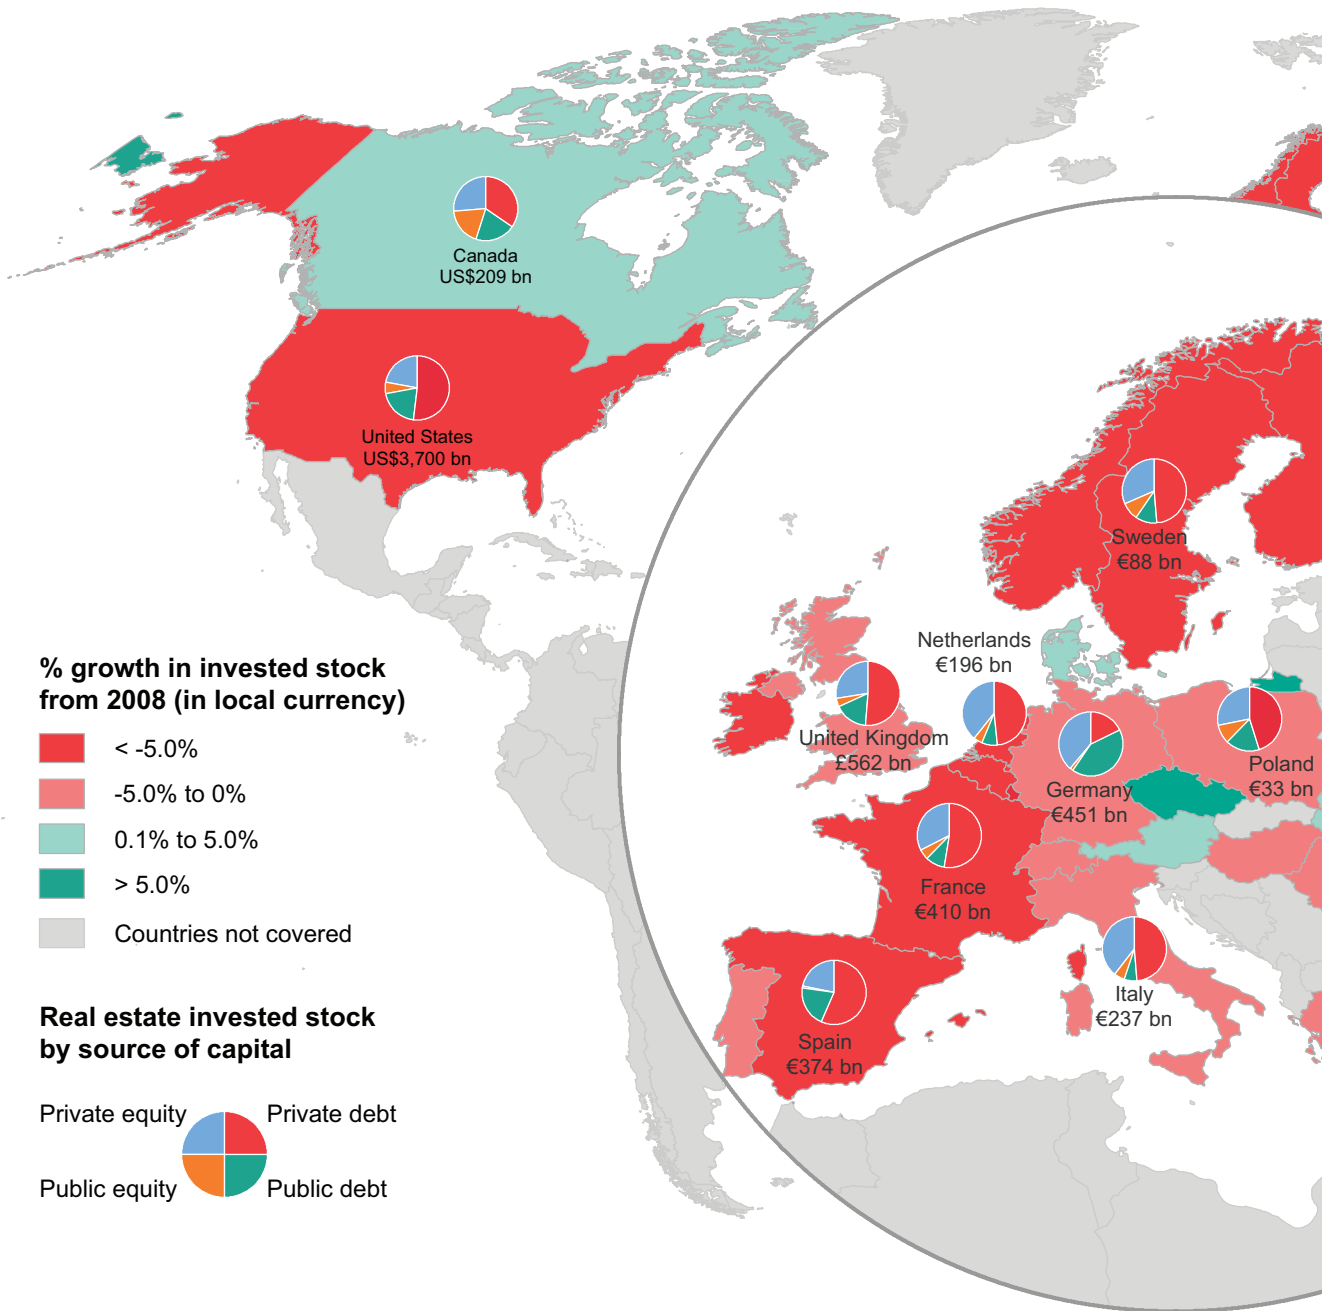 Canada
US$209 bn
United States
US$3,700 bn
Sweden
€88 bn
Netherlands
€196 bn
United Kingdom
£562 bn
Germany
€451 bn
Poland
€33 bn
France
€410 bn
Italy
€237 bn
Spain
€374 bn
% growth in invested stock
from 2008 (in local currency)
< -5.0%
-5.0% to 0%
0.1% to 5.0%
> 5.0%
Countries not covered
Real estate invested stock
by source of capital
Private equity
Private debt
Public equity
Public debt